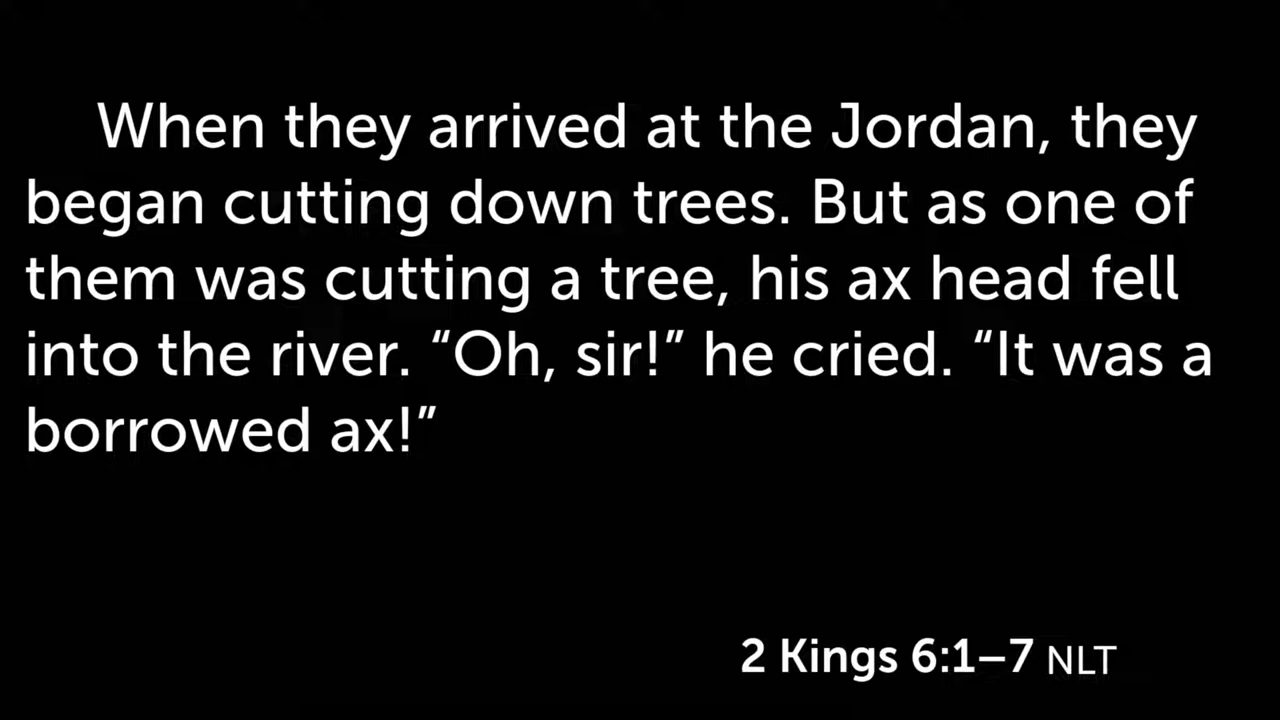 When they arrived at the Jordan, they
began cutting down trees. But as one of
them was cutting a tree, his ax head fell
into the river. “Oh, sir!” he cried. “It was a
borrowed ax!”
2 Kings 6:1–7 NLT